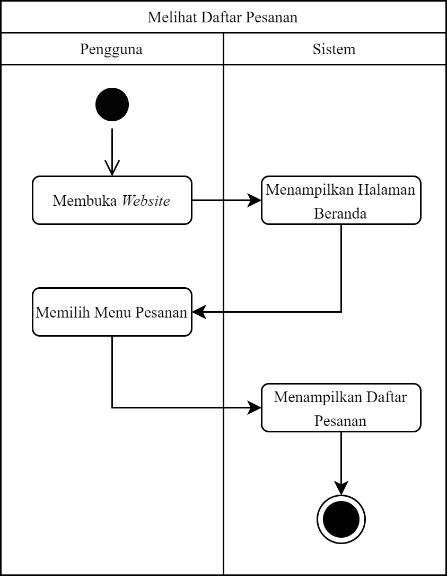 Melihat Daftar Pesanan
Pengguna
Sistem
Membuka Website
Menampilkan Halaman
Beranda
Memilih Menu Pesanan
Menampilkan Daftar
Pesanan